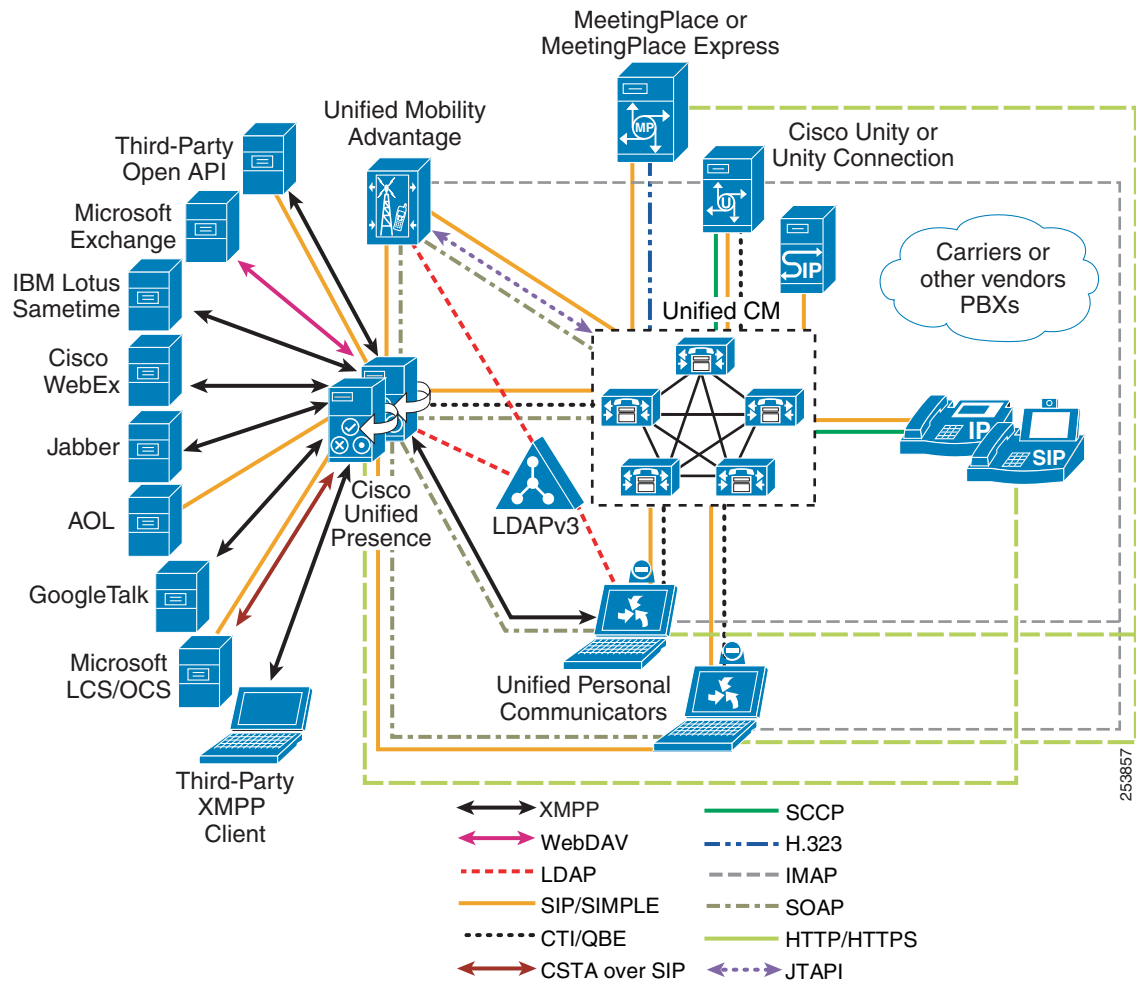 MeetingPlace or
MeetingPlace Express
Unified Mobility
Advantage
Cisco Unity or
Unity Connection
Third-Party
Open API
Microsoft
Exchange
IBM Lotus
Sametime
Cisco
WebEx
Jabber
AOL
GoogleTalk
Microsoft
LCS/OCS
Third-Party
XMPP
Client
MP
U
SIP
Carriers or
other vendors
PBXs
Unified CM
IP
SIP
Cisco
Unified
Presence
LDAPv3
Unified Personal
Communicators
253857
XMPP
WebDAV
LDAP
SIP/SIMPLE
CTI/QBE
CSTA over SIP
SCCP
H.323
IMAP
SOAP
HTTP/HTTPS
JTAPI